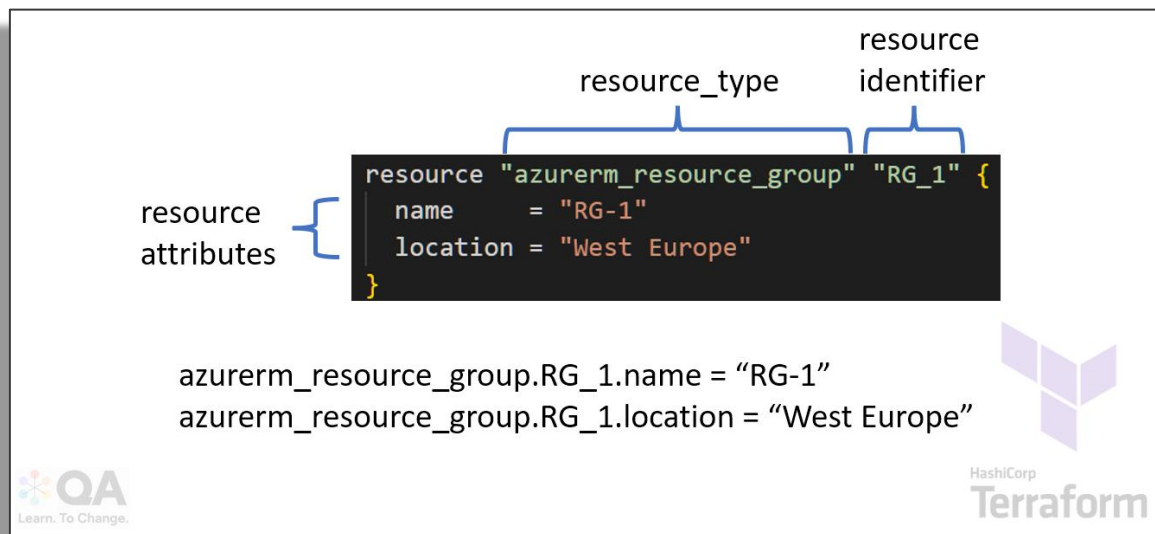 resource
identifier
resource_type
resource "azurerm_resource_group" "RG_1" {
name = "RG-1"
location = "West Europe"
}
resource
attributes
azurerm_resource_group.RG_1.name = “RG-1”
azurerm_resource_group.RG_1.location = “West Europe”
QA
Learn. To Change.
HashiCorp
Terraform